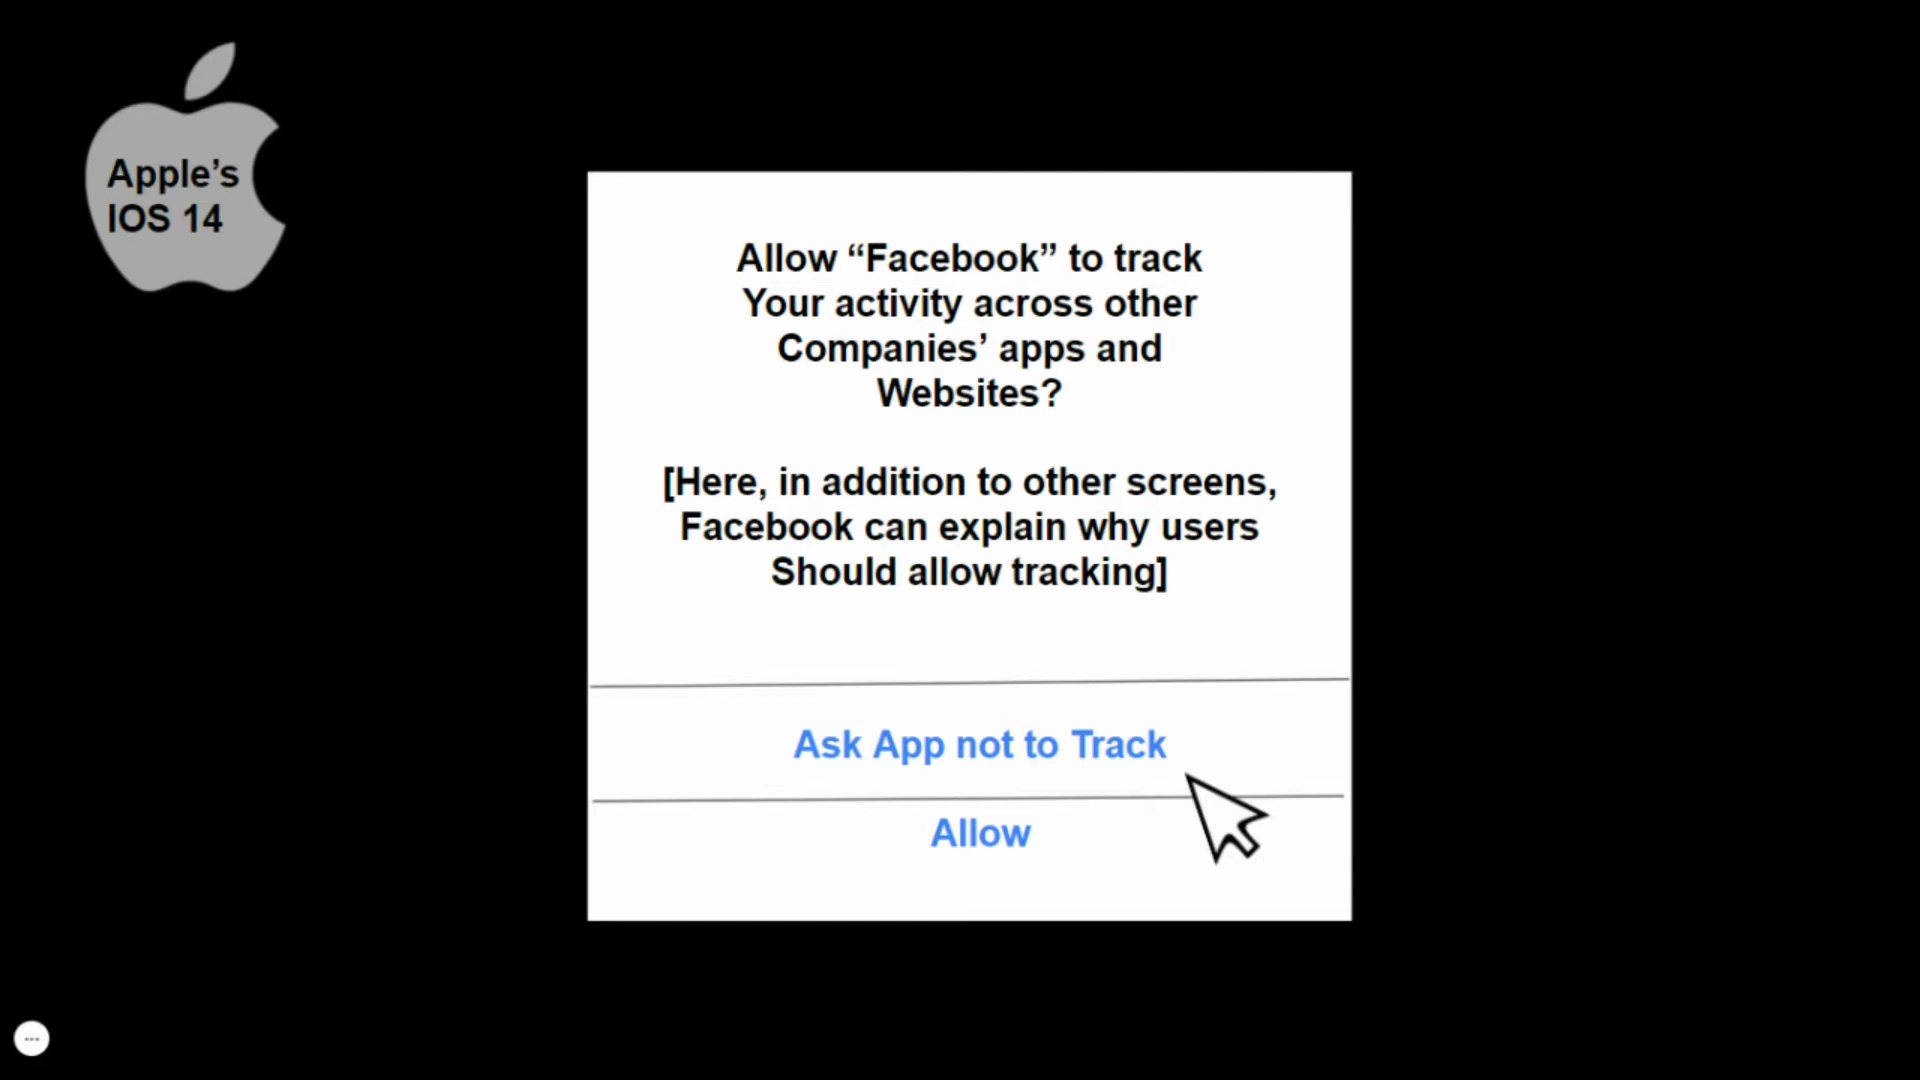 Apple’s
IOS 14
Allow “Facebook” to track
Your activity across other
Companies’ apps and
Websites?
[Here, in addition to other screens,
Facebook can explain why users
Should allow tracking]
Ask App not to Track
Allow